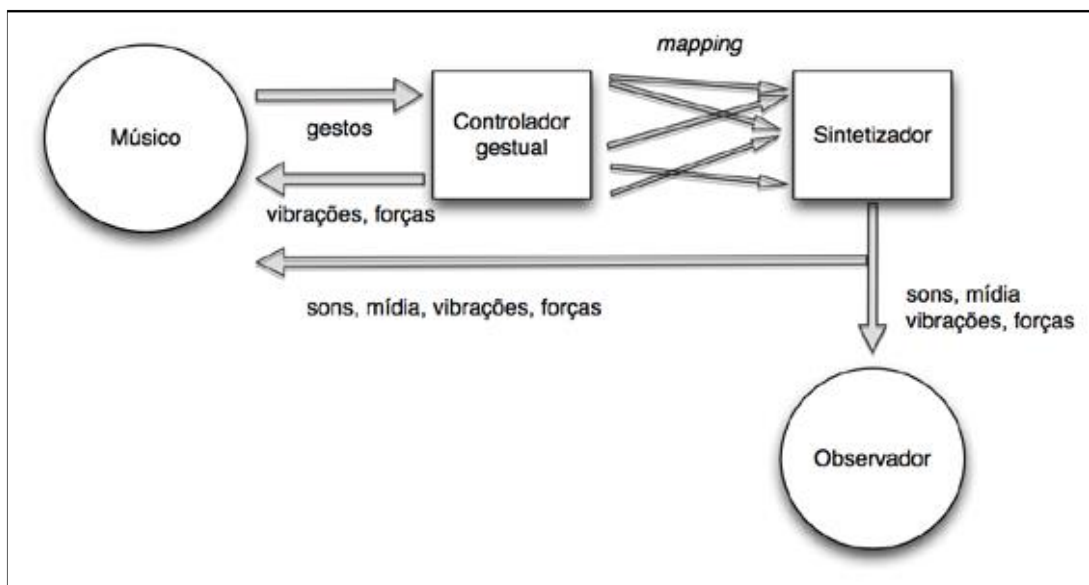 mapping
Músico
gestos
Controlador
gestual
Sintetizador
vibrações, forças
sons, mídia, vibrações, forças
sons, mídia
vibrações, forças
Observador